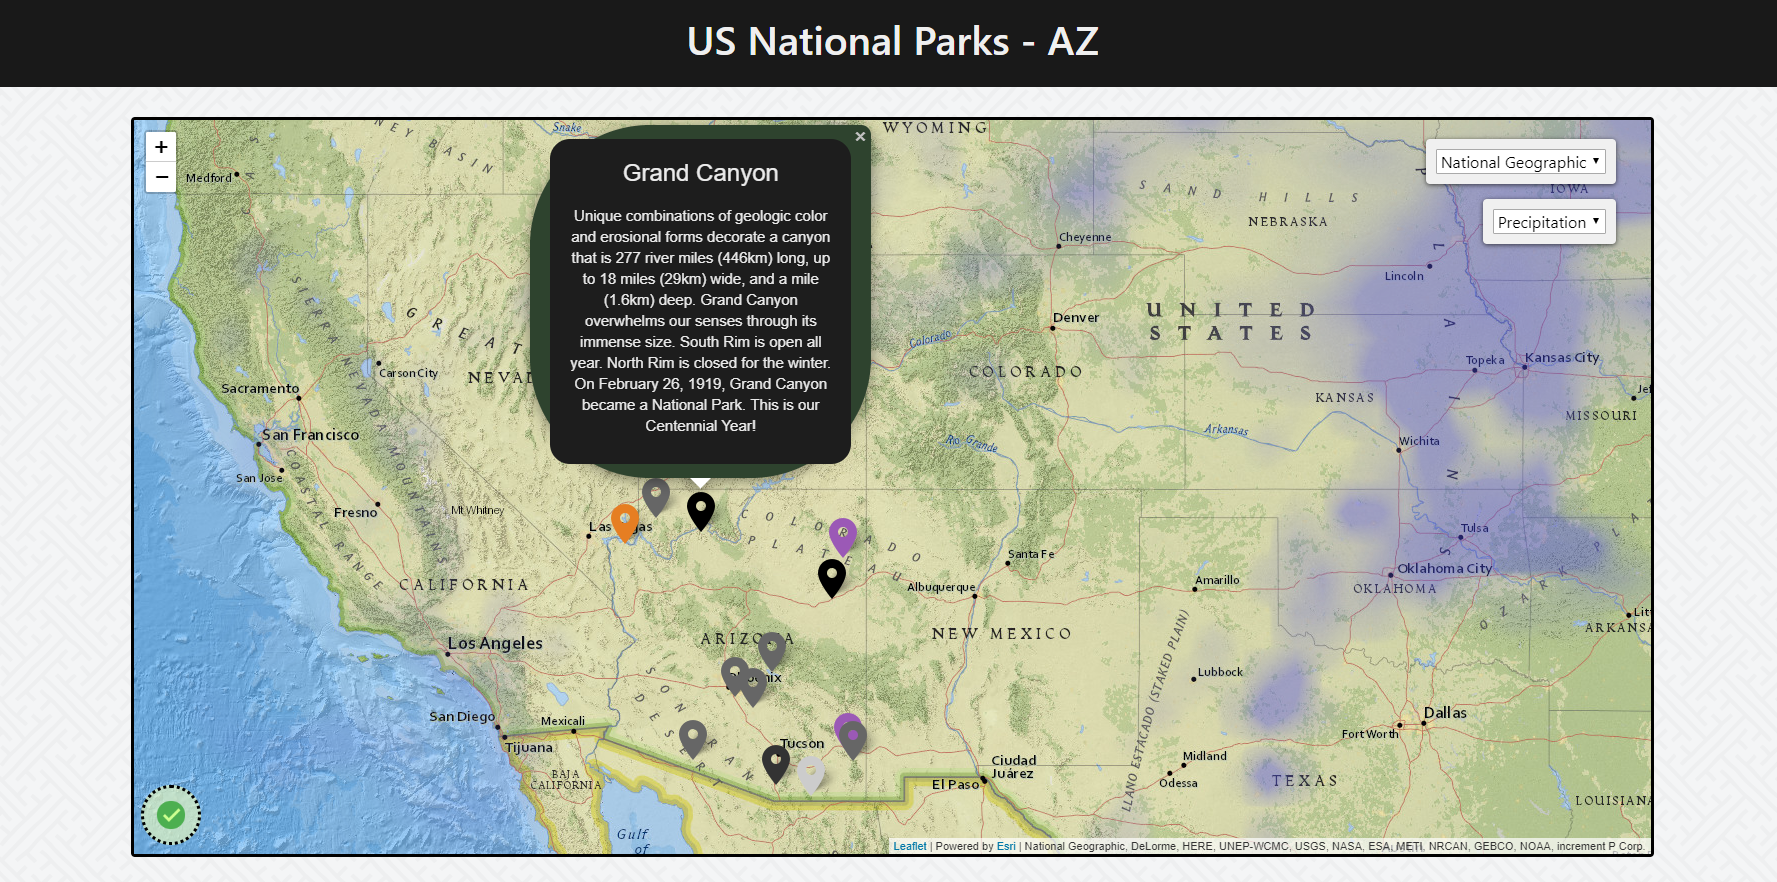 US National Parks - AZ
+
−
×
Grand Canyon
Unique combinations of geologic color
and erosional forms decorate a canyon
that is 277 river miles (446km) long, up
to 18 miles (29km) wide, and a mile
(1.6km) deep. Grand Canyon
overwhelms our senses through its
immense size. South Rim is open all
year. North Rim is closed for the winter.
On February 26, 1919, Grand Canyon
became a National Park. This is our
Centennial Year!
National Geographic
Precipitation
WYOMING
Snake
Medford
SAND HILLS
IOWA
NEBRASKA
Cheyenne
Lincoln
UNITED
STATES
Denver
Colorado
Topeka
Kansas City
COLORADO
Carson City
Sacramento
SIERRA NEVADA MOUNTAINS
KANSAS
MISSOURI
San Francisco
Arkansas
Rio Grande
Wichita
San Jose
COASTAL RANGE
Fresno
Mt Whitney
COLORADO
PLATEAU
Tulsa
Santa Fe
CALIFORNIA
Albuquerque
Amarillo
Oklahoma City
OKLAHOMA
OZARK PLA
ARIZONA
NEW MEXICO
Los Angeles
LLANO ESTACADO (STAKED PLAIN)
Lubbock
SONORAN
DESERT
San Diego
Mexicali
Tijuana
Tucson
Dallas
Fort Worth
Ciudad
Juárez
El Paso
Midland
Odessa
TEXAS
BAJA
CALIFORNIA
LOUISIANA
Gulf
of
Leaflet | Powered by Esri | National Geographic, DeLorme, HERE, UNEP-WCMC, USGS, NASA, ESA, METI, NRCAN, GEBCO, NOAA, increment P Corp.